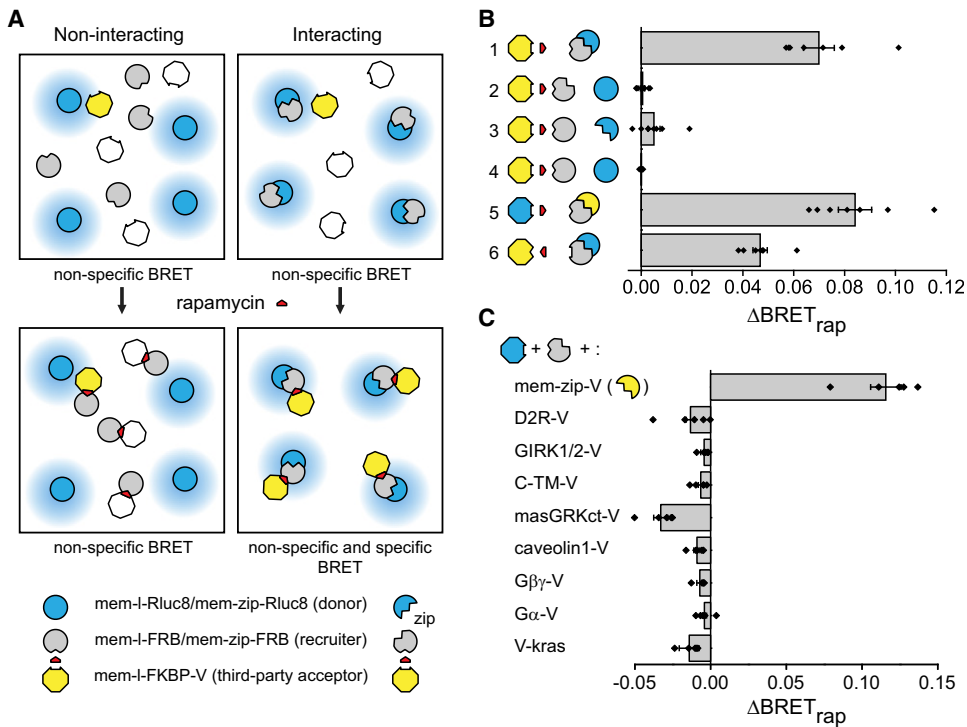 A
Non-interacting
Interacting
non-specific BRET
non-specific BRET
rapamycin
non-specific BRET
non-specific and specific
BRET
mem-l-Rluc8/mem-zip-Rluc8 (donor)
zip
mem-l-FRB/mem-zip-FRB (recruiter)
mem-l-FKBP-V (third-party acceptor)
B
1
2
3
4
5
6
0.00 0.02 0.04 0.06 0.08 0.10 0.12
ΔBRETrap
C
+ + :
mem-zip-V ( )
D2R-V
GIRK1/2-V
C-TM-V
masGRKct-V
caveolin1-V
Gβγ-V
Gα-V
V-kras
-0.05 0.00 0.05 0.10 0.15
ΔBRETrap